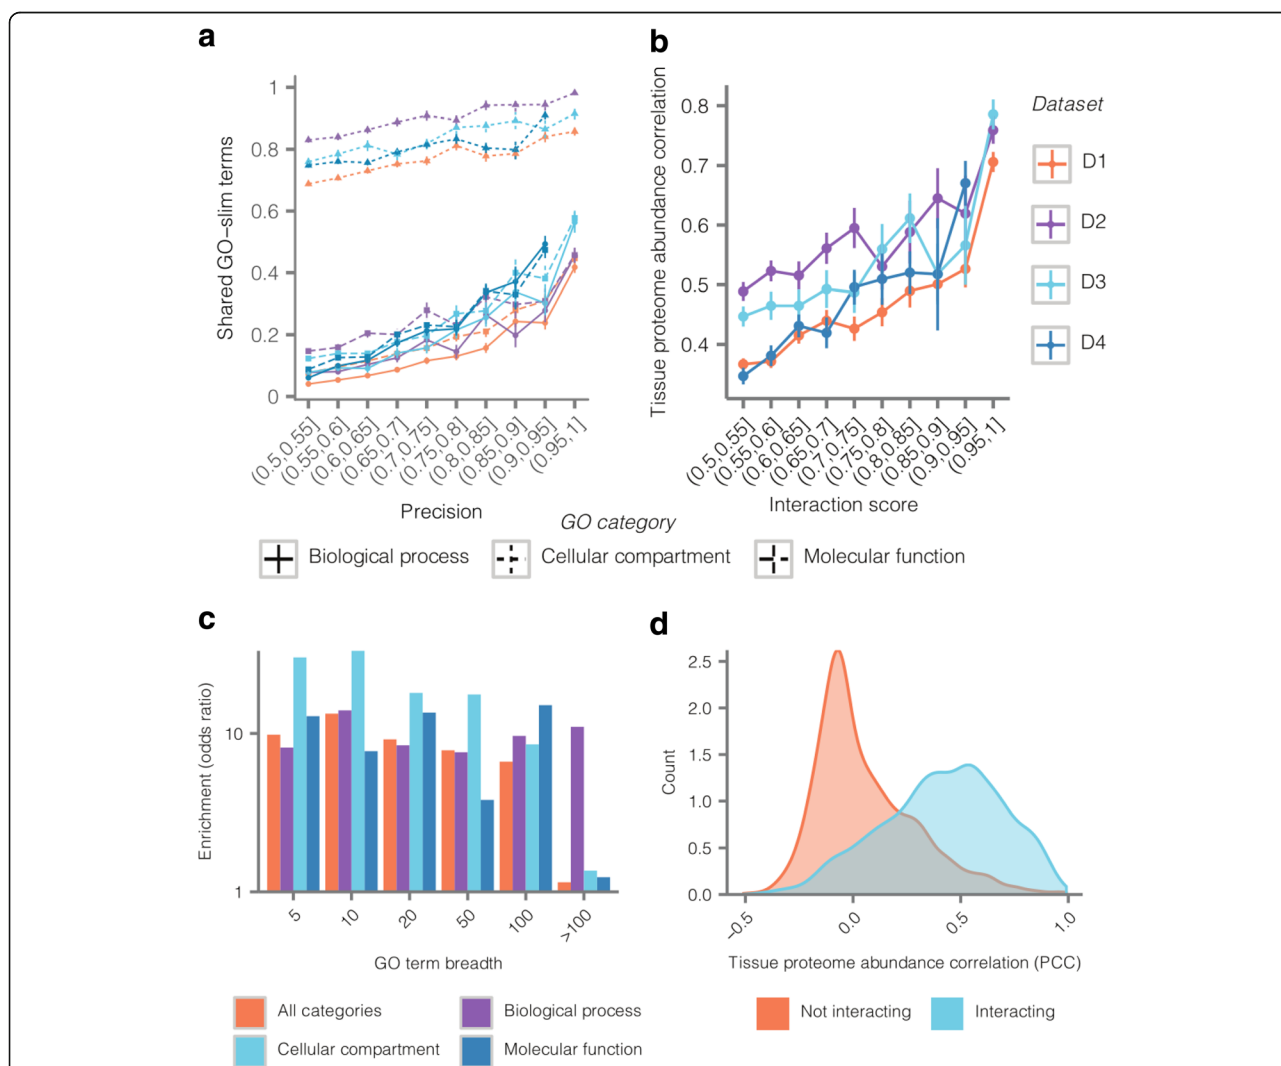 a
1
0.8
0.6
0.4
0.2
0
Shared GO–slim terms
(0.5,0.55]
(0.55,0.6]
(0.6,0.65]
(0.65,0.7]
(0.7,0.75]
(0.75,0.8]
(0.8,0.85]
(0.85,0.9]
(0.9,0.95]
(0.95,1]
Precision
b
0.8
0.7
0.6
0.5
0.4
Tissue proteome abundance correlation
(0.5,0.55]
(0.55,0.6]
(0.6,0.65]
(0.65,0.7]
(0.7,0.75]
(0.75,0.8]
(0.8,0.85]
(0.85,0.9]
(0.9,0.95]
(0.95,1]
Interaction score
Dataset
D1
D2
D3
D4
GO category
Biological process
Cellular compartment
Molecular function
c
10
1
Enrichment (odds ratio)
5
10
20
50
100
>100
GO term breadth
All categories
Biological process
Cellular compartment
Molecular function
d
2.5
2.0
1.5
1.0
0.5
0.0
Count
–0.5
0.0
0.5
1.0
Tissue proteome abundance correlation (PCC)
Not interacting
Interacting